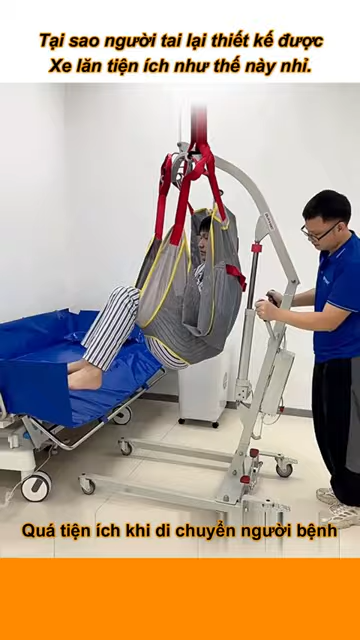 Tại sao người tai lại thiết kế được
Xe lăn tiện ích như thế này nhỉ.
Quá tiện ích khi di chuyển người bệnh